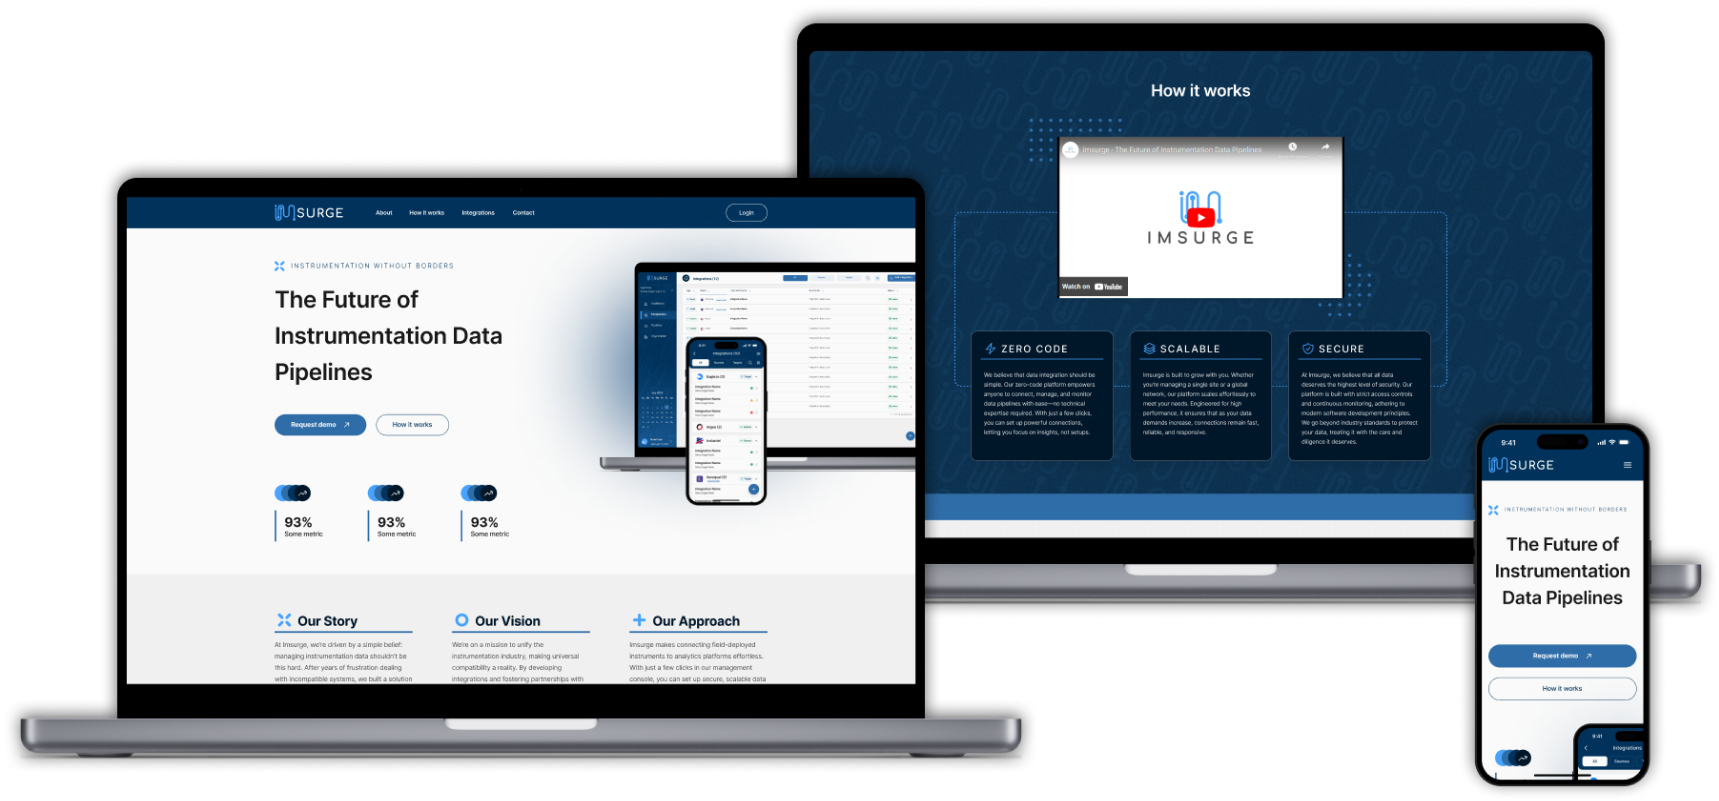 IMSURGE
About
How it works
Integrations
Contact
Login
INSTRUMENTATION WITHOUT BORDERS
The Future of
Instrumentation Data
Pipelines
Request demo
How it works
93%
Some metric
93%
Some metric
93%
Some metric
Our Story
At Imsurge, we're driven by a simple belief:
managing instrumentation data shouldn't be
this hard. After years of frustration dealing
with incompatible systems, we built a solution
Our Vision
We're on a mission to unify the
instrumentation industry, making universal
compatibility a reality. By developing
integrations and fostering partnerships with
Our Approach
Imsurge makes connecting field-deployed
instruments to analytics platforms effortless.
With just a few clicks in our management
console, you can set up secure, scalable data
How it works
Imsurge - The Future of Instrumentation Data Pipelines
IMSURGE
Watch on YouTube
ZERO CODE
We believe that data integration should be
simple. Our zero-code platform empowers
anyone to connect, manage, and monitor
data pipelines with ease—no technical
expertise required. With just a few clicks,
you can set up powerful connections,
letting you focus on insights, not setups.
SCALABLE
Imsurge is built to grow with you. Whether
you're managing a single site or a global
network, our platform scales effortlessly to
meet your needs. Engineered for high
performance, it ensures that as your data
demands increase, connections remain fast,
reliable, and responsive.
SECURE
At Imsurge, we believe that all data
deserves the highest level of security. Our
platform is built with strict access controls
and continuous monitoring, adhering to
modern software development principles.
We go beyond industry standards to protect
your data, treating it with the care and
diligence it deserves.
9:41
IMSURGE
INSTRUMENTATION WITHOUT BORDERS
The Future of
Instrumentation
Data Pipelines
Request demo
How it works
9:41
Integrations
All
Sources